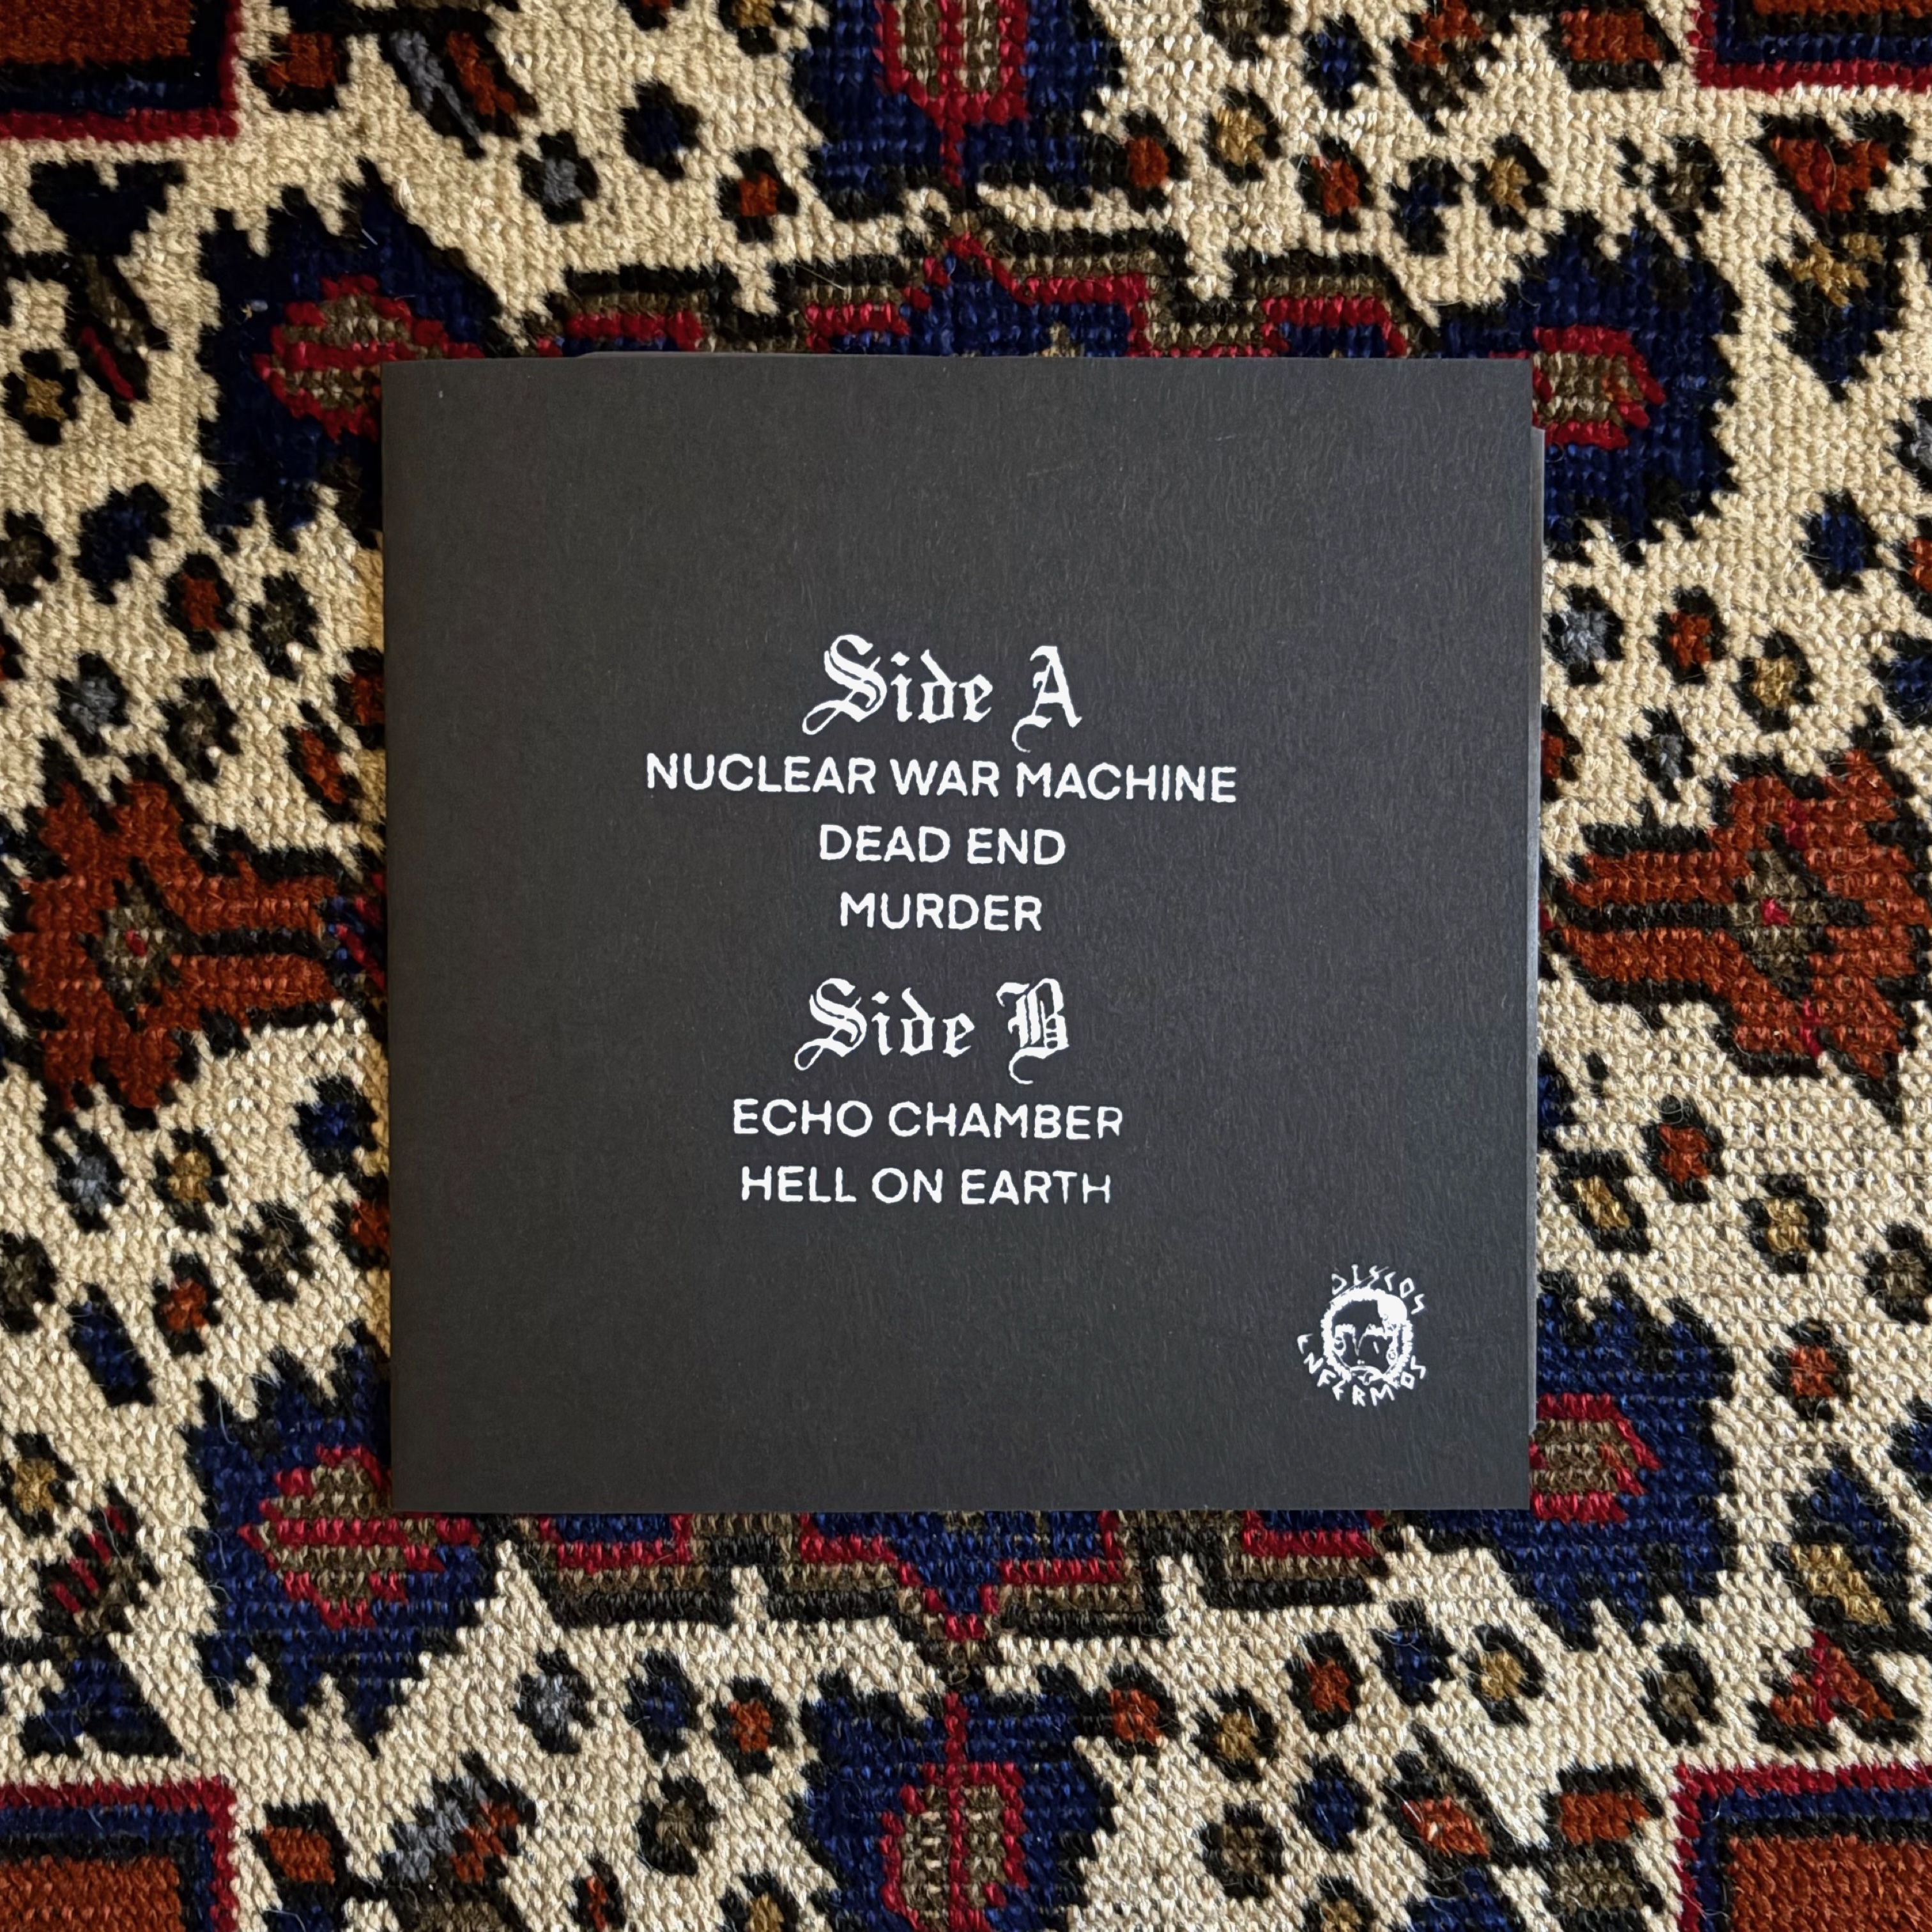 Side A
NUCLEAR WAR MACHINE
DEAD END
MURDER
Side B
ECHO CHAMBER
HELL ON EARTH
DISCOS
ENFERMOS